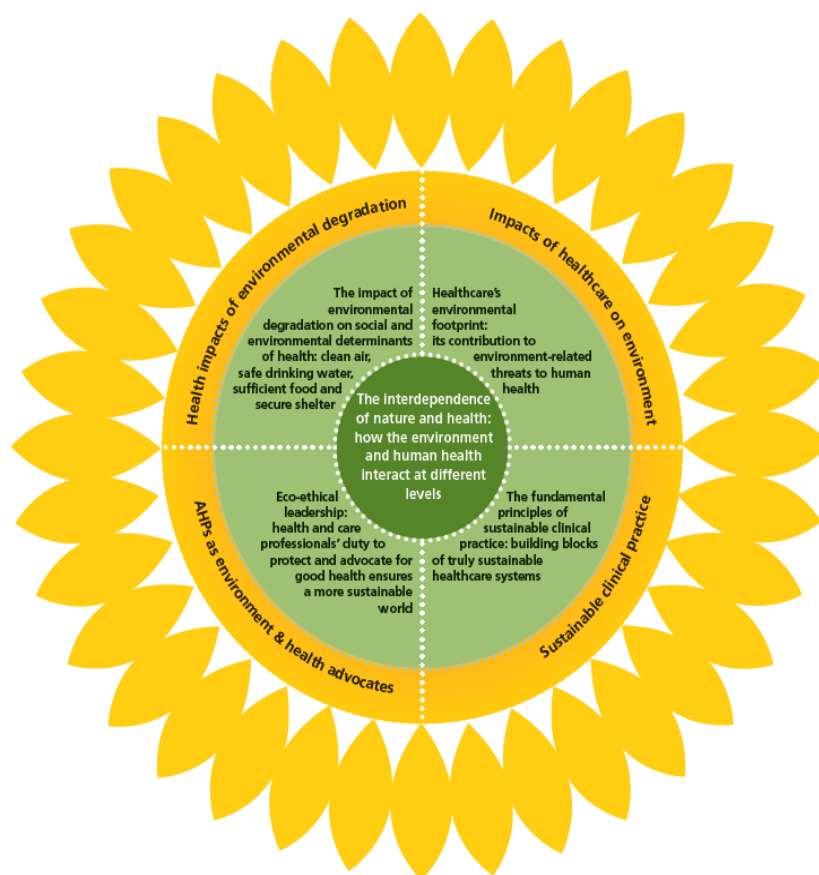 Health impacts of environmental degradation
Impacts of healthcare on environment
The impact of
environmental
degradation on social and
environmental determinants
of health: clean air,
safe drinking water,
sufficient food and
secure shelter
Healthcare’s
environmental
footprint:
its contribution to
environment-related
threats to human
health
The interdependence
of nature and health:
how the environment
and human health
interact at different
levels
Eco-ethical
leadership:
health and care
professionals’ duty to
protect and advocate for
good health ensures
a more sustainable
world
The fundamental
principles of
sustainable clinical
practice: building blocks
of truly sustainable
healthcare systems
AHPs as environment & health advocates
Sustainable clinical practice